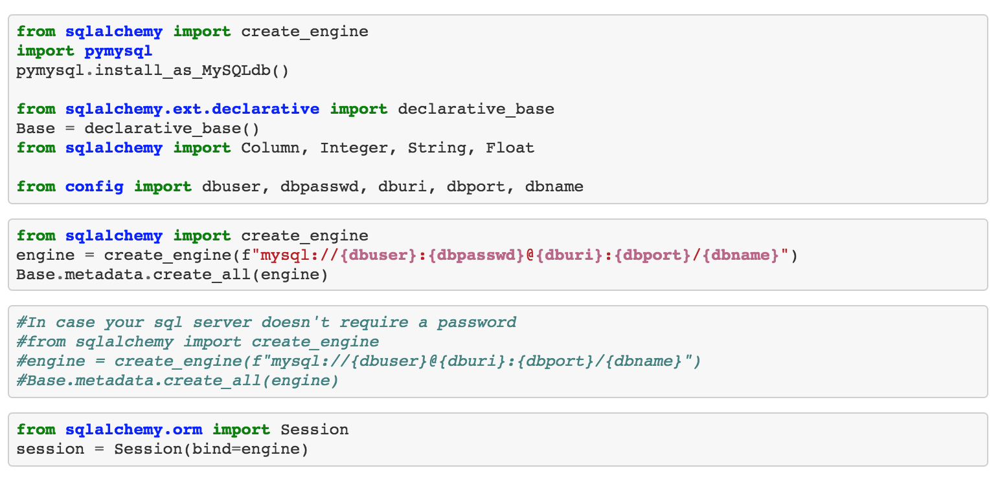 from sqlalchemy import create_engine
import pymysql
pymysql.install_as_MySQLdb()
from sqlalchemy.ext.declarative import declarative_base
Base = declarative_base()
from sqlalchemy import Column, Integer, String, Float
from config import dbuser, dbpasswd, dburi, dbport, dbname
from sqlalchemy import create_engine
engine = create_engine(f"mysql://{dbuser}:{dbpasswd}@{dburi}:{dbport}/{dbname}")
Base.metadata.create_all(engine)
#In case your sql server doesn't require a password
#from sqlalchemy import create_engine
#engine = create_engine(f"mysql://{dbuser}@{dburi}:{dbport}/{dbname}")
#Base.metadata.create_all(engine)
from sqlalchemy.orm import Session
session = Session(bind=engine)